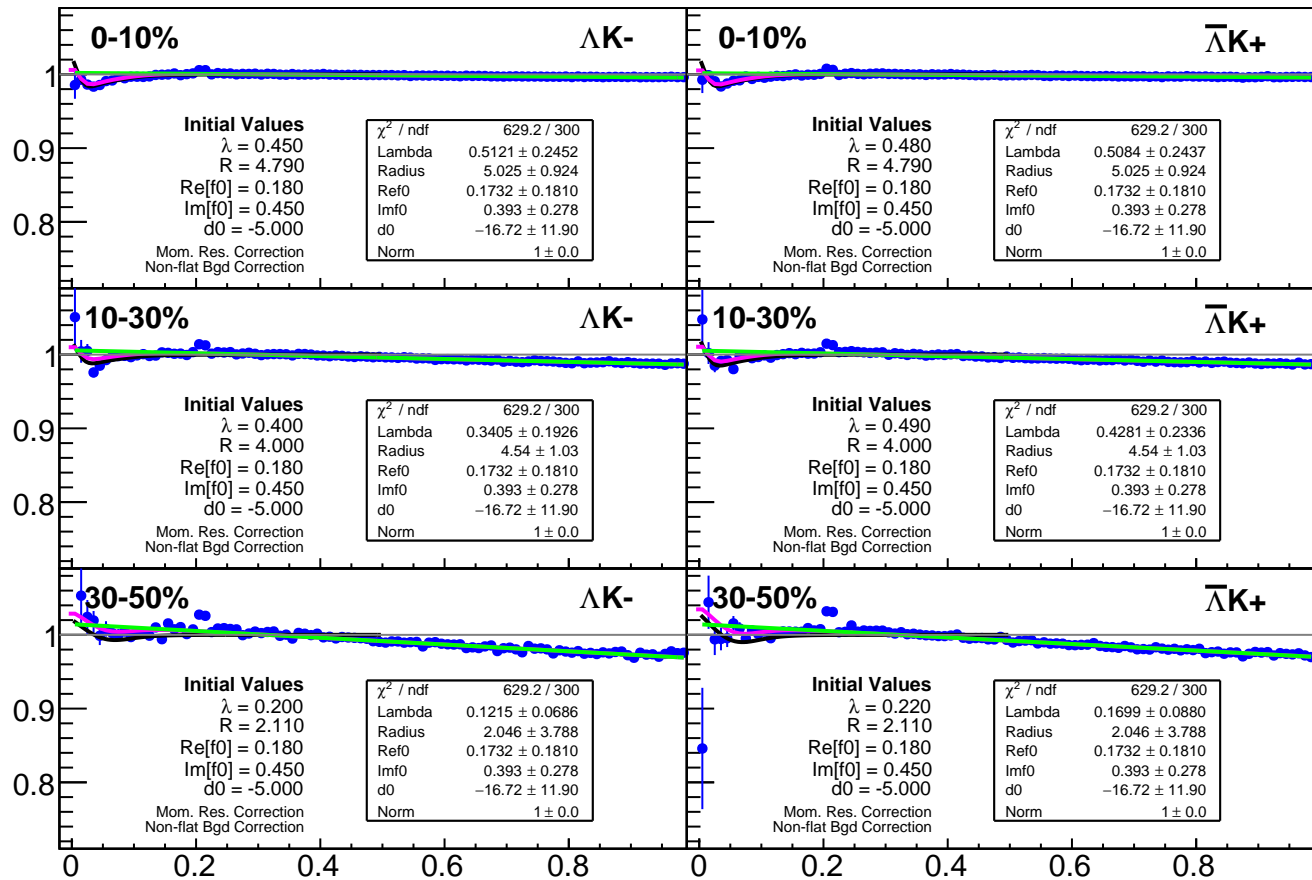 0-10%
ΛK-
1
0.9
0.8
Initial Values
λ = 0.450
R = 4.790
Re[f0] = 0.180
Im[f0] = 0.450
d0 = -5.000
Mom. Res. Correction
Non-flat Bgd Correction
χ² / ndf 629.2 / 300
Lambda 0.5121 ± 0.2452
Radius 5.025 ± 0.924
Ref0 0.1732 ± 0.1810
Imf0 0.393 ± 0.278
d0 −16.72 ± 11.90
Norm 1 ± 0.0
0-10%
Λ̅K+
Initial Values
λ = 0.480
R = 4.790
Re[f0] = 0.180
Im[f0] = 0.450
d0 = -5.000
Mom. Res. Correction
Non-flat Bgd Correction
χ² / ndf 629.2 / 300
Lambda 0.5084 ± 0.2437
Radius 5.025 ± 0.924
Ref0 0.1732 ± 0.1810
Imf0 0.393 ± 0.278
d0 −16.72 ± 11.90
Norm 1 ± 0.0
10-30%
ΛK-
1
0.9
0.8
Initial Values
λ = 0.400
R = 4.000
Re[f0] = 0.180
Im[f0] = 0.450
d0 = -5.000
Mom. Res. Correction
Non-flat Bgd Correction
χ² / ndf 629.2 / 300
Lambda 0.3405 ± 0.1926
Radius 4.54 ± 1.03
Ref0 0.1732 ± 0.1810
Imf0 0.393 ± 0.278
d0 −16.72 ± 11.90
Norm 1 ± 0.0
10-30%
Λ̅K+
Initial Values
λ = 0.490
R = 4.000
Re[f0] = 0.180
Im[f0] = 0.450
d0 = -5.000
Mom. Res. Correction
Non-flat Bgd Correction
χ² / ndf 629.2 / 300
Lambda 0.4281 ± 0.2336
Radius 4.54 ± 1.03
Ref0 0.1732 ± 0.1810
Imf0 0.393 ± 0.278
d0 −16.72 ± 11.90
Norm 1 ± 0.0
30-50%
ΛK-
1
0.9
0.8
Initial Values
λ = 0.200
R = 2.110
Re[f0] = 0.180
Im[f0] = 0.450
d0 = -5.000
Mom. Res. Correction
Non-flat Bgd Correction
χ² / ndf 629.2 / 300
Lambda 0.1215 ± 0.0686
Radius 2.046 ± 3.788
Ref0 0.1732 ± 0.1810
Imf0 0.393 ± 0.278
d0 −16.72 ± 11.90
Norm 1 ± 0.0
30-50%
Λ̅K+
Initial Values
λ = 0.220
R = 2.110
Re[f0] = 0.180
Im[f0] = 0.450
d0 = -5.000
Mom. Res. Correction
Non-flat Bgd Correction
χ² / ndf 629.2 / 300
Lambda 0.1699 ± 0.0880
Radius 2.046 ± 3.788
Ref0 0.1732 ± 0.1810
Imf0 0.393 ± 0.278
d0 −16.72 ± 11.90
Norm 1 ± 0.0
0 0.2 0.4 0.6 0.8 0 0.2 0.4 0.6 0.8